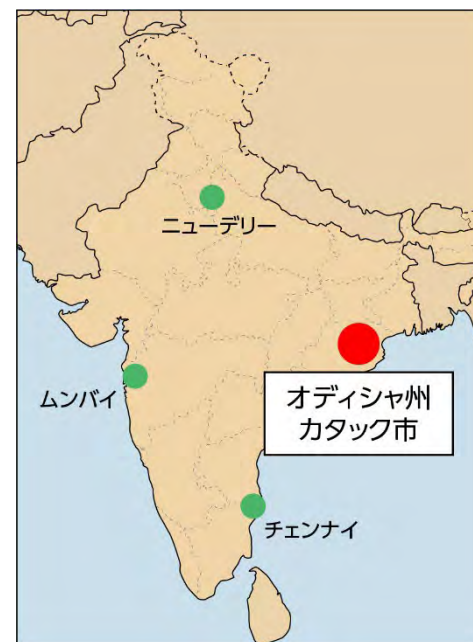 ニューデリー
ムンバイ
オディシャ州
カタック市
チェンナイ